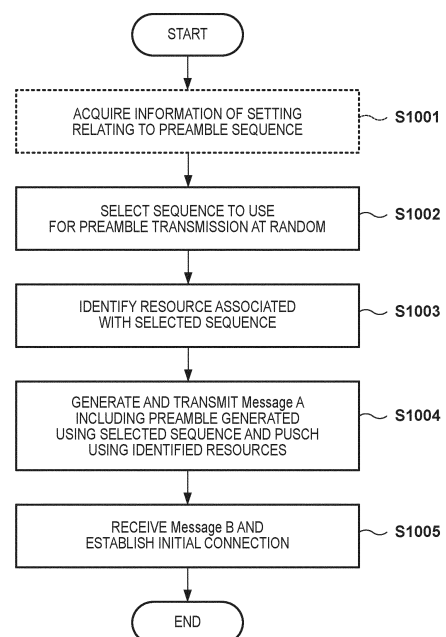 START
ACQUIRE INFORMATION OF SETTING
RELATING TO PREAMBLE SEQUENCE
S1001
SELECT SEQUENCE TO USE
FOR PREAMBLE TRANSMISSION AT RANDOM
S1002
IDENTIFY RESOURCE ASSOCIATED
WITH SELECTED SEQUENCE
S1003
GENERATE AND TRANSMIT Message A
INCLUDING PREAMBLE GENERATED
USING SELECTED SEQUENCE AND PUSCH
USING IDENTIFIED RESOURCES
S1004
RECEIVE Message B AND
ESTABLISH INITIAL CONNECTION
S1005
END